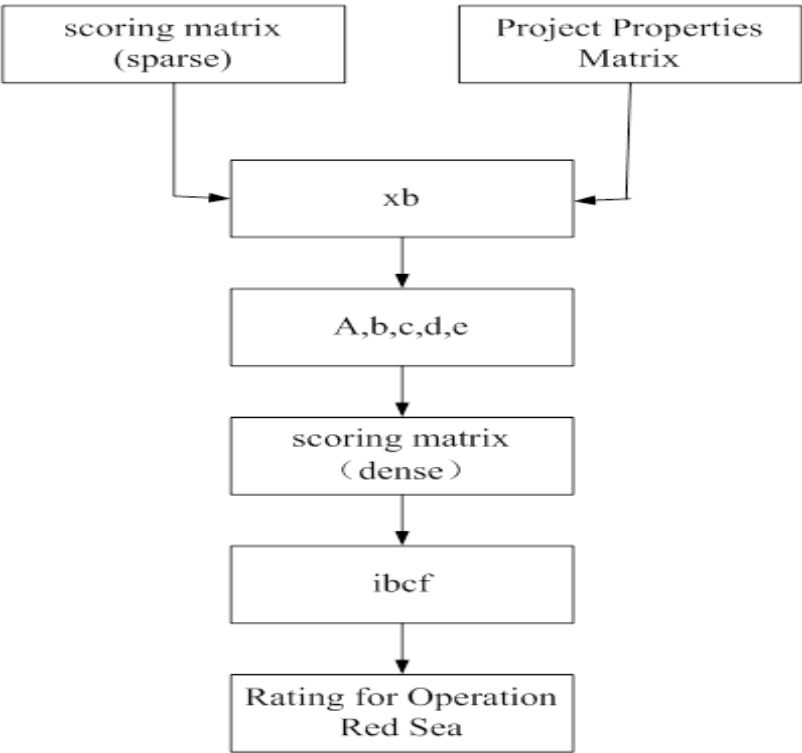 scoring matrix
(sparse)
Project Properties
Matrix
xb
A,b,c,d,e
scoring matrix
（dense）
ibcf
Rating for Operation
Red Sea